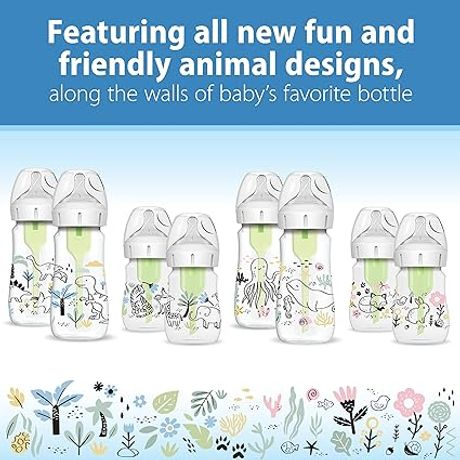 Featuring all new fun and
friendly animal designs,
along the walls of baby's favorite bottle